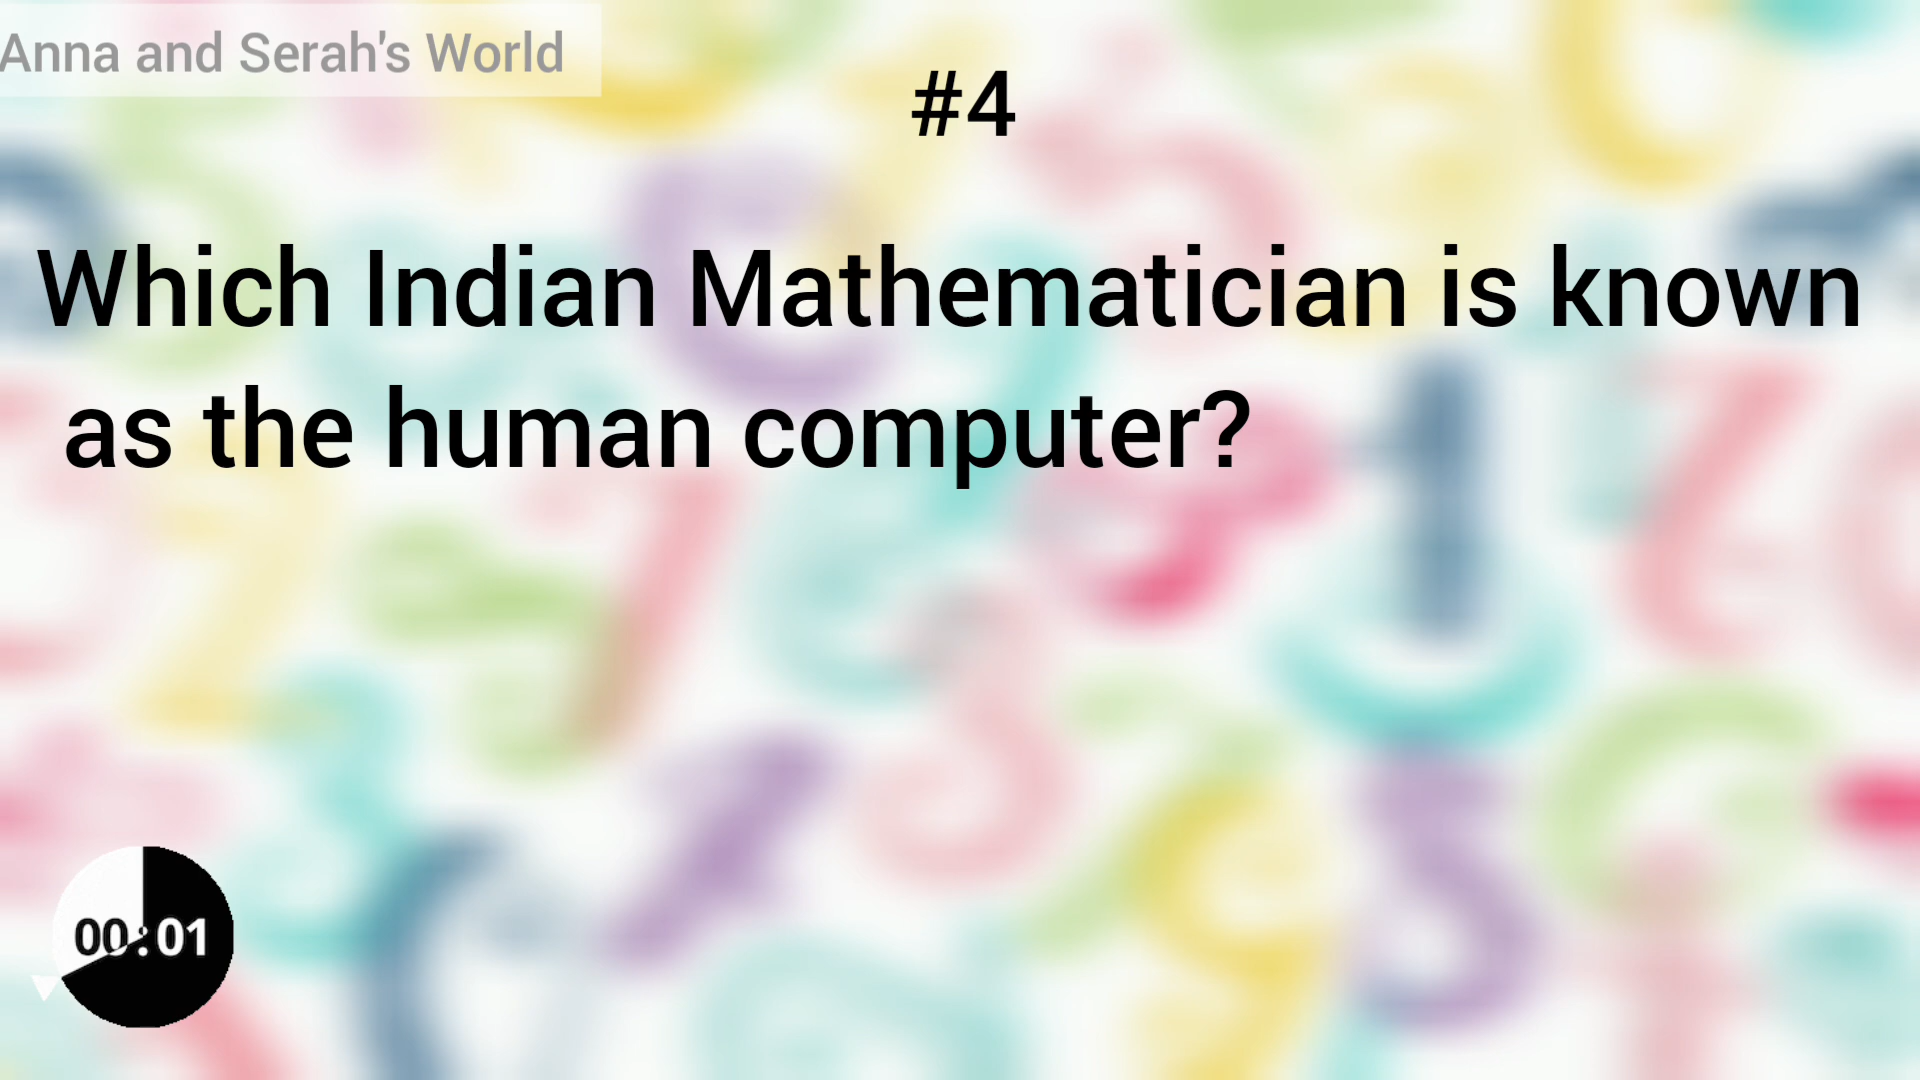 Anna and Serah's World
#4
Which Indian Mathematician is known
as the human computer?
00:01